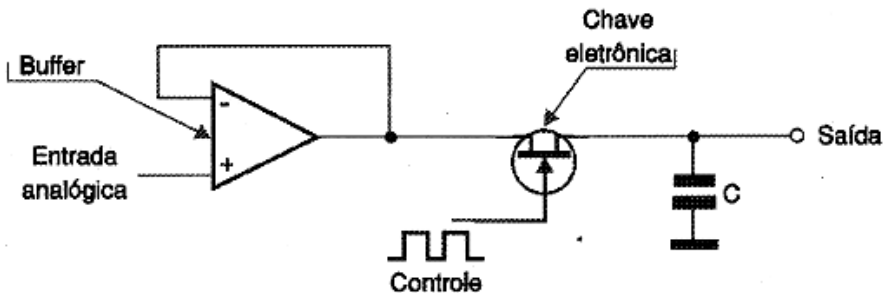 Chave
eletrônica
Buffer
-
+
Entrada
analógica
Saída
C
Controle